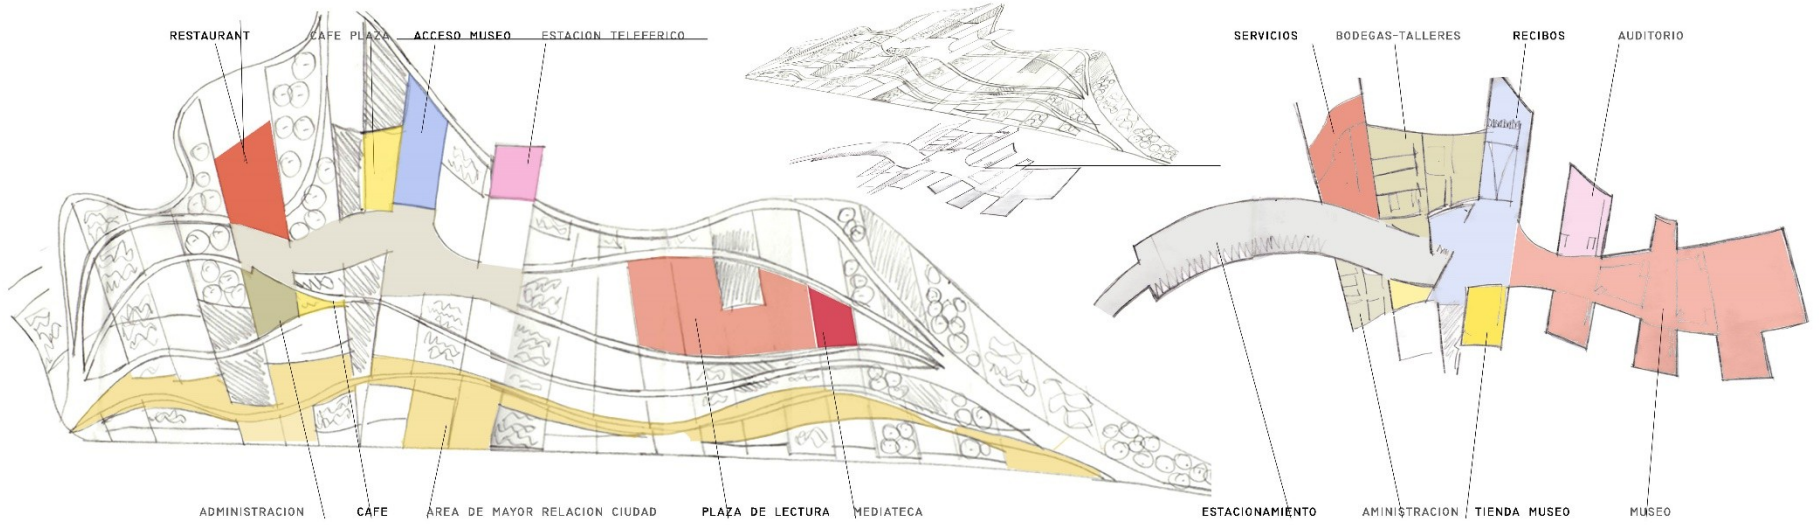 RESTAURANT CAFE PLAZA ACCESO MUSEO ESTACION TELEFERICO
SERVICIOS BODEGAS-TALLERES RECIBOS AUDITORIO
ADMINISTRACION CAFE AREA DE MAYOR RELACION CIUDAD PLAZA DE LECTURA MEDIATECA
ESTACIONAMIENTO AMINISTRACION TIENDA MUSEO MUSEO